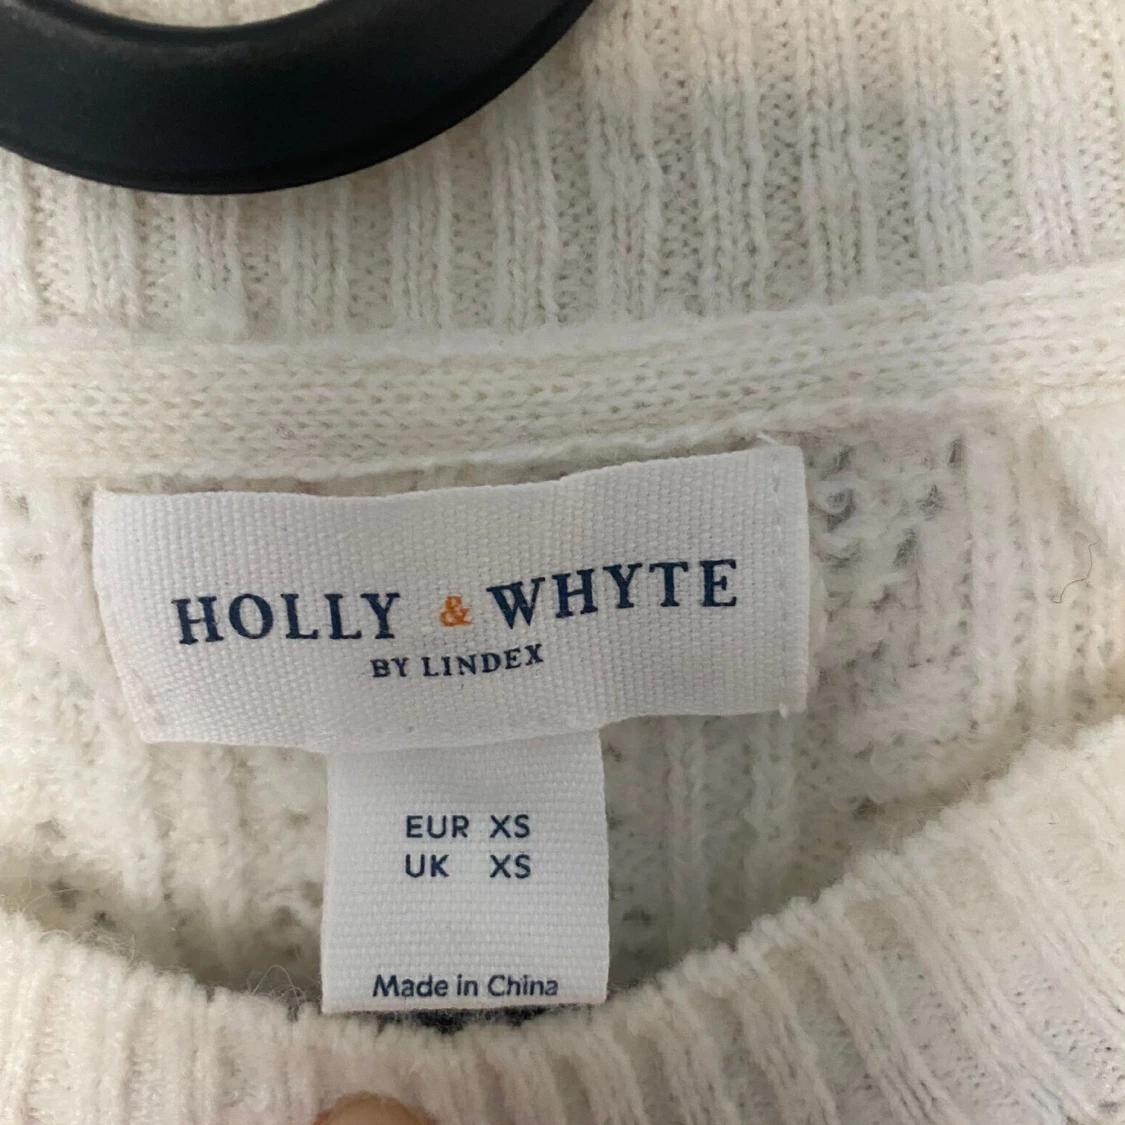 HOLLY & WHYTE
BY LINDEX
EUR XS
UK XS
Made in China